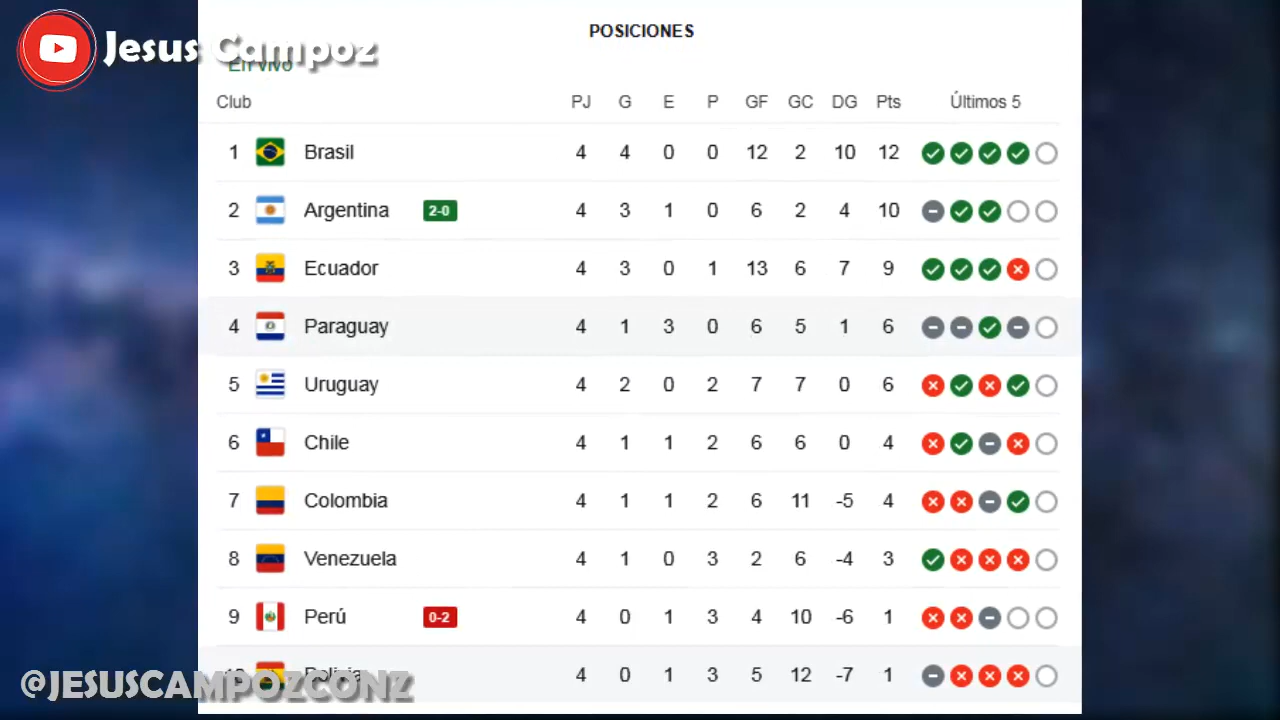 Jesus Campoz
POSICIONES
En vivo
Club PJ G E P GF GC DG Pts Últimos 5
1 Brasil 4 4 0 0 12 2 10 12
2 Argentina 2-0 4 3 1 0 6 2 4 10
3 Ecuador 4 3 0 1 13 6 7 9
4 Paraguay 4 1 3 0 6 5 1 6
5 Uruguay 4 2 0 2 7 7 0 6
6 Chile 4 1 1 2 6 6 0 4
7 Colombia 4 1 1 2 6 11 -5 4
8 Venezuela 4 1 0 3 2 6 -4 3
9 Perú 0-2 4 0 1 3 4 10 -6 1
10 Bolivia 4 0 1 3 5 12 -7 1
@JESUSCAMPOZCONZ